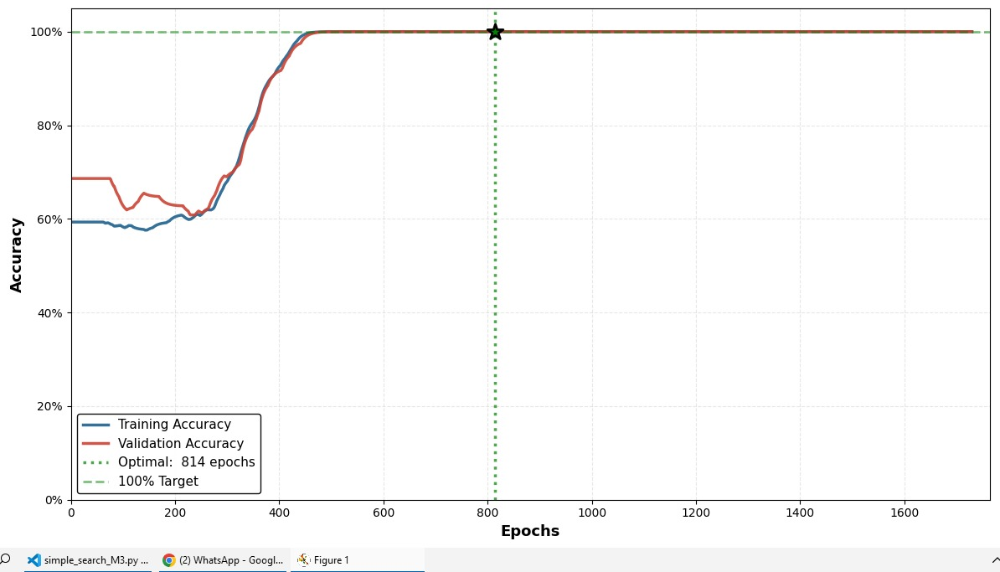 100%
80%
60%
Accuracy
40%
20%
0%
Training Accuracy
Validation Accuracy
Optimal:  814 epochs
100% Target
0 200 400 600 800 1000 1200 1400 1600
Epochs
simple_search_M3.py ... (2) WhatsApp - Googl... Figure 1